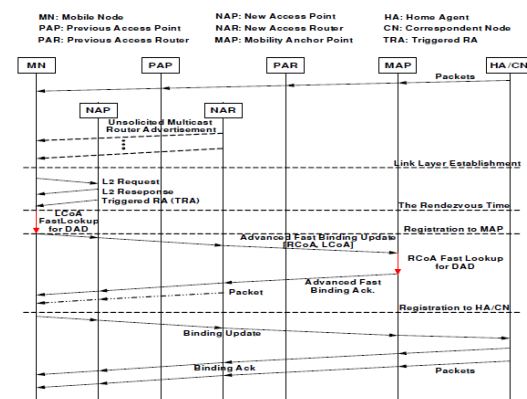 MN: Mobile Node NAP: New Access Point HA: Home Agent
PAP: Previous Access Point NAR: New Access Router CN: Correspondent Node
PAR: Previous Access Router MAP: Mobility Anchor Point TRA: Triggered RA
MN PAP PAR MAP HA/CN
Packets
NAP NAR
Unsolicited Multicast
Router Advertisement
Link Layer Establishment
L2 Request
L2 Reseponse
Triggered RA (TRA)
The Rendezvous Time
LCoA
FastLookup
for DAD
Registration to MAP
Advanced Fast Binding Update
[RCoA, LCoA]
RCoA Fast Lookup
for DAD
Advanced Fast
Binding Ack.
Packet
Registration to HA/CN
Binding Update
Binding Ack
Packets